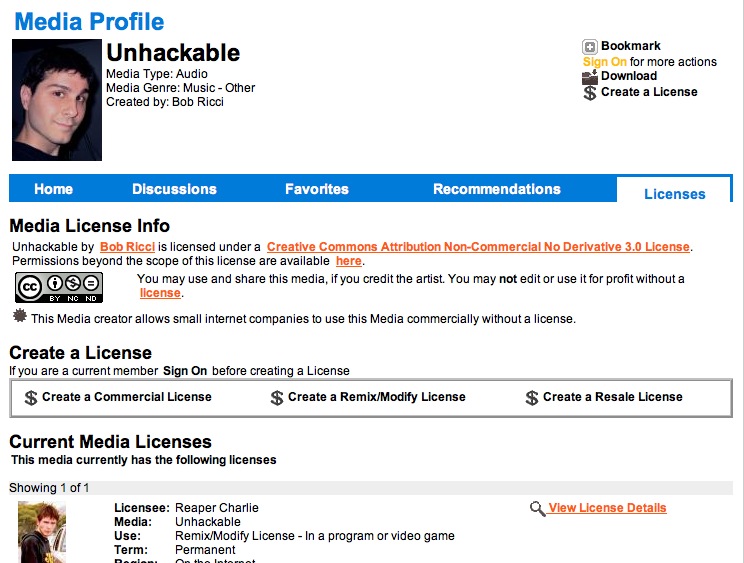 Media Profile
Unhackable
Media Type: Audio
Media Genre: Music - Other
Created by: Bob Ricci
Bookmark
Sign On for more actions
Download
$ Create a License
Home Discussions Favorites Recommendations Licenses
Media License Info
Unhackable by Bob Ricci is licensed under a Creative Commons Attribution Non-Commercial No Derivative 3.0 License.
Permissions beyond the scope of this license are available here.
cc BY NC ND
You may use and share this media, if you credit the artist. You may not edit or use it for profit without a
license.
This Media creator allows small internet companies to use this Media commercially without a license.
Create a License
If you are a current member Sign On before creating a License
$ Create a Commercial License $ Create a Remix/Modify License $ Create a Resale License
Current Media Licenses
This media currently has the following licenses
Showing 1 of 1
Licensee: Reaper Charlie
View License Details
Media: Unhackable
Use: Remix/Modify License - In a program or video game
Term: Permanent
Region: On the Internet